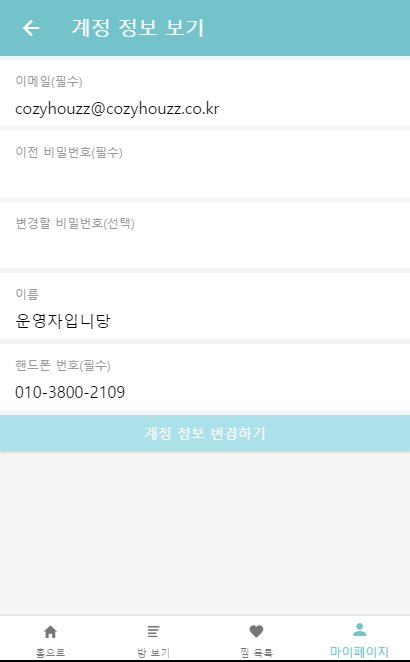 계정 정보 보기
이메일(필수)
cozyhouzz@cozyhouzz.co.kr
이전 비밀번호(필수)
변경할 비밀번호(선택)
이름
운영자입니당
핸드폰 번호(필수)
010-3800-2109
계정 정보 변경하기
홈으로
방 보기
찜 목록
마이페이지